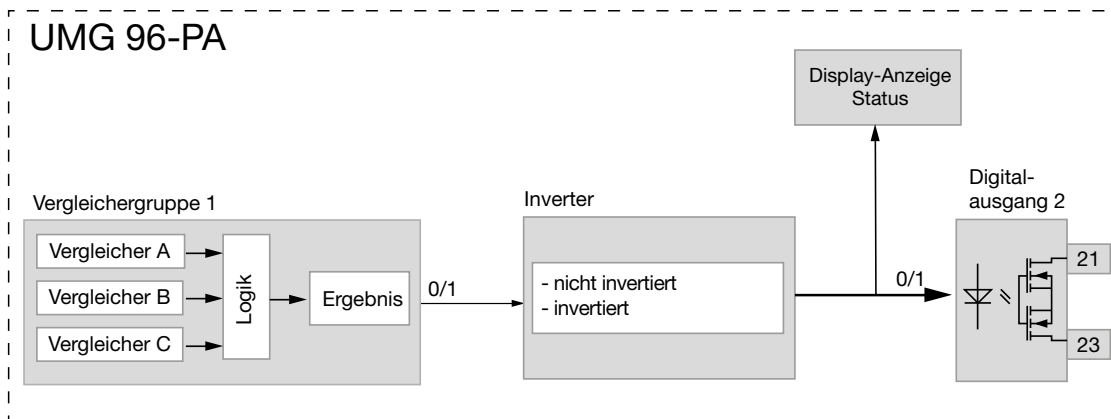 UMG 96-PA
Display-Anzeige
Status
Digital-
ausgang 2
Vergleichergruppe 1
Inverter
Vergleicher A
Vergleicher B
Vergleicher C
Logik
Ergebnis
0/1
- nicht invertiert
- invertiert
0/1
21
23